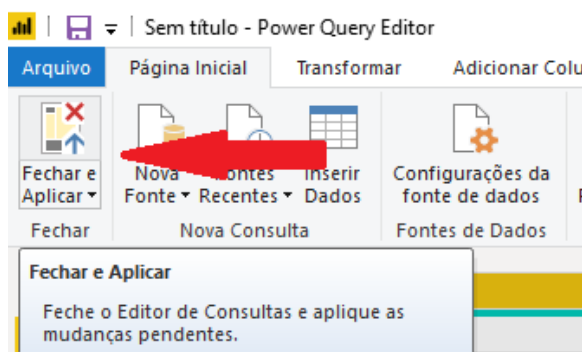 Sem título - Power Query Editor
Arquivo Página Inicial Transformar Adicionar Colu
Fechar e Aplicar
Nova Fonte
Fontes Recentes
Inserir Dados
Configurações da fonte de dados
Fechar Nova Consulta Fontes de Dados
Fechar e Aplicar
Feche o Editor de Consultas e aplique as
mudanças pendentes.